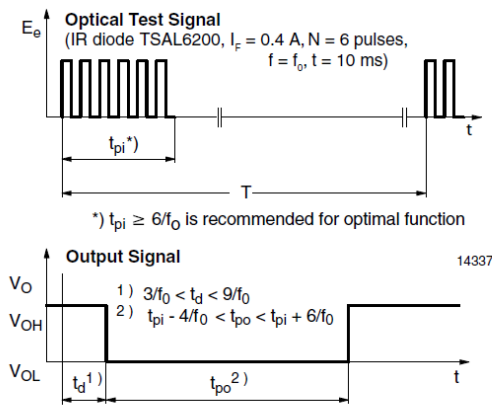 Optical Test Signal
Ee
(IR diode TSAL6200, IF = 0.4 A, N = 6 pulses,
f = f0, t = 10 ms)
t
tpi*)
T
*) tpi ≥ 6/fO is recommended for optimal function
Output Signal
14337
VO
1) 3/f0 < td < 9/f0
VOH
2) tpi - 4/f0 < tpo < tpi + 6/f0
VOL
td1)
tpo2)
t